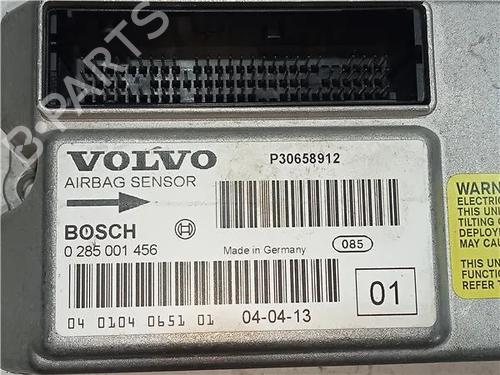 B-PARTS
VOLVO
P30658912
AIRBAG SENSOR
BOSCH
0 285 001 456
Made in Germany
085
01
04 0104 0651 01
04-04-13
WARN
ELECTRIC
THIS UNI
TILTING O
DEPLOYM
MAY CAU
THIS UNI
FUNCTIO
REFER T